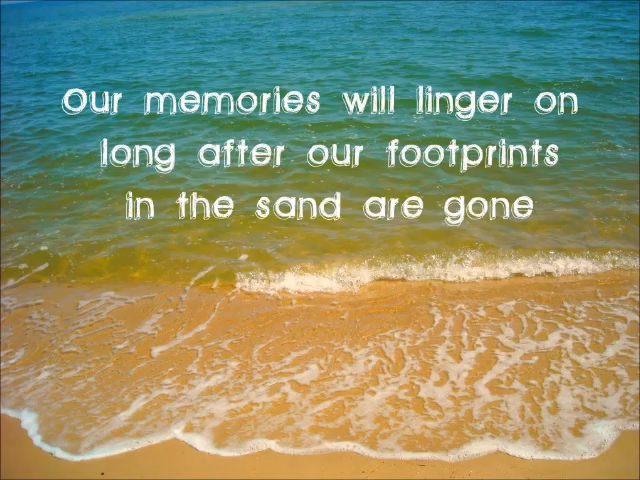 Our memories will linger on
long after our footprints
in the sand are gone